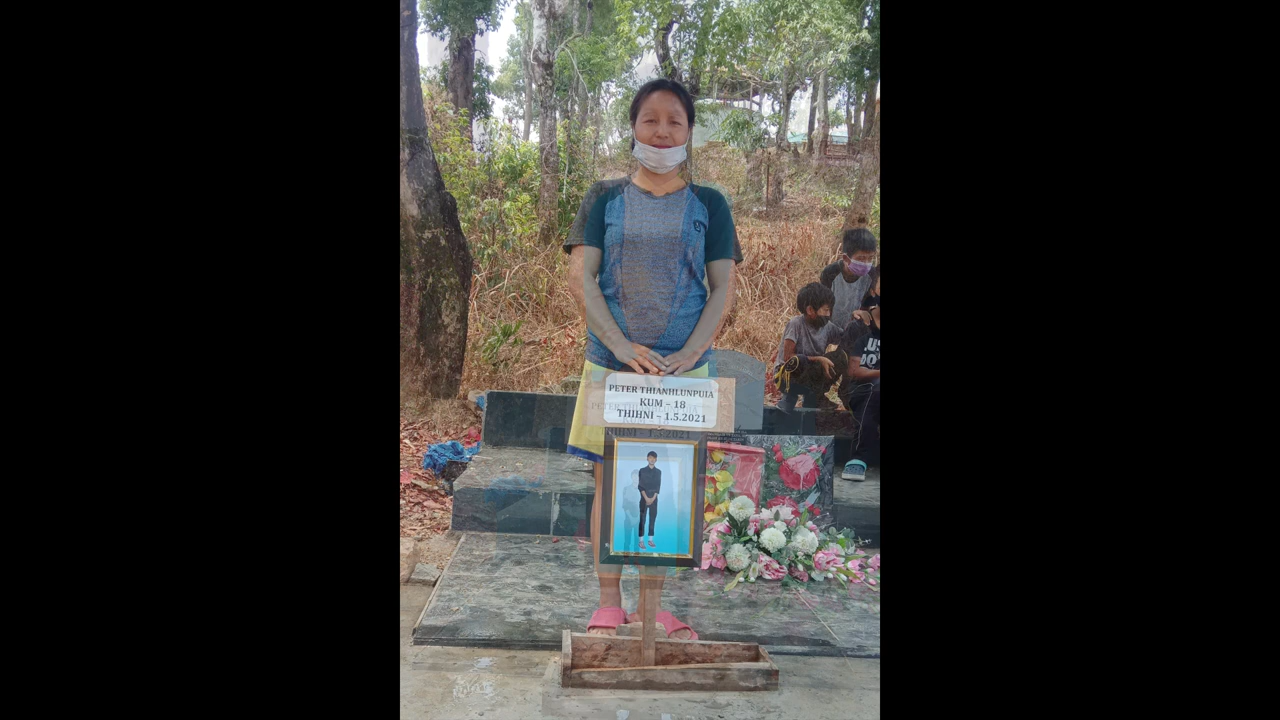 PETER THIANHLUNPUIA
KUM – 18
THIHNI – 1.5.2021